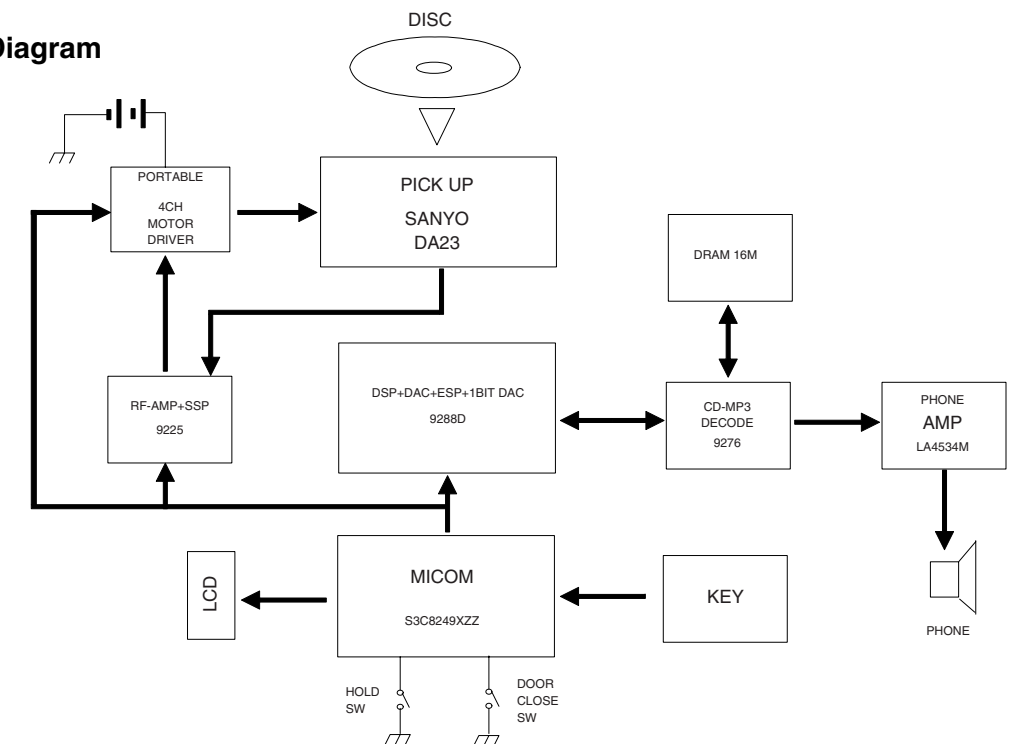 Diagram
DISC
PORTABLE
4CH
MOTOR
DRIVER
PICK UP
SANYO
DA23
DRAM 16M
RF-AMP+SSP
9225
DSP+DAC+ESP+1BIT DAC
9288D
CD-MP3
DECODE
9276
PHONE
AMP
LA4534M
LCD
MICOM
S3C8249XZZ
KEY
PHONE
HOLD
SW
DOOR
CLOSE
SW